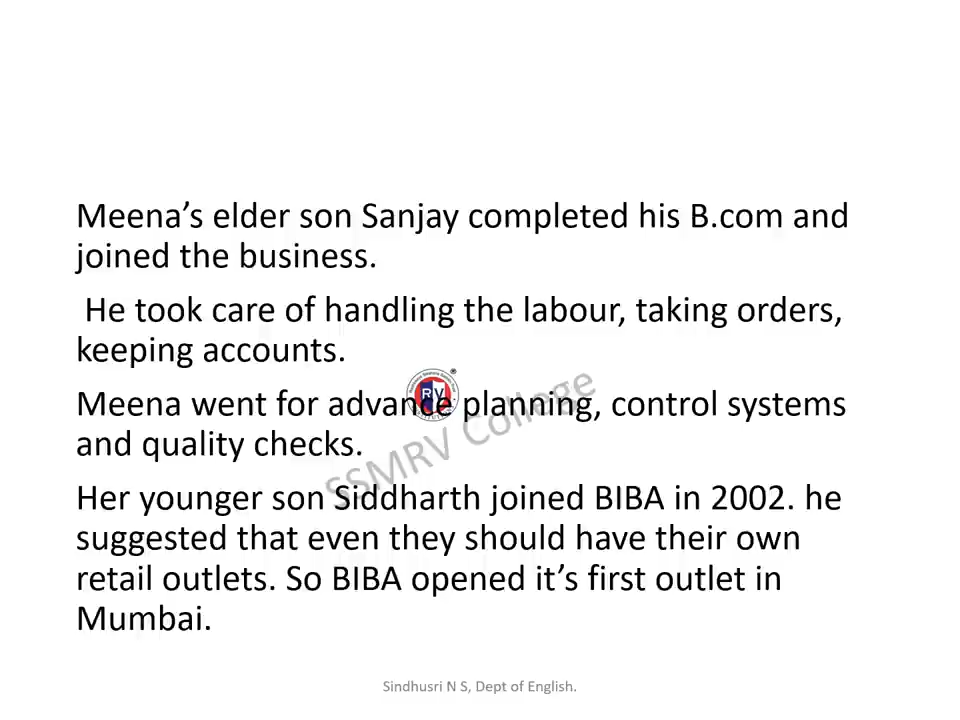 Meena’s elder son Sanjay completed his B.com and
joined the business.
He took care of handling the labour, taking orders,
keeping accounts.
Meena went for advance planning, control systems
and quality checks.
Her younger son Siddharth joined BIBA in 2002. he
suggested that even they should have their own
retail outlets. So BIBA opened it’s first outlet in
Mumbai.
RV
SSMRV College
Sindhusri N S, Dept of English.